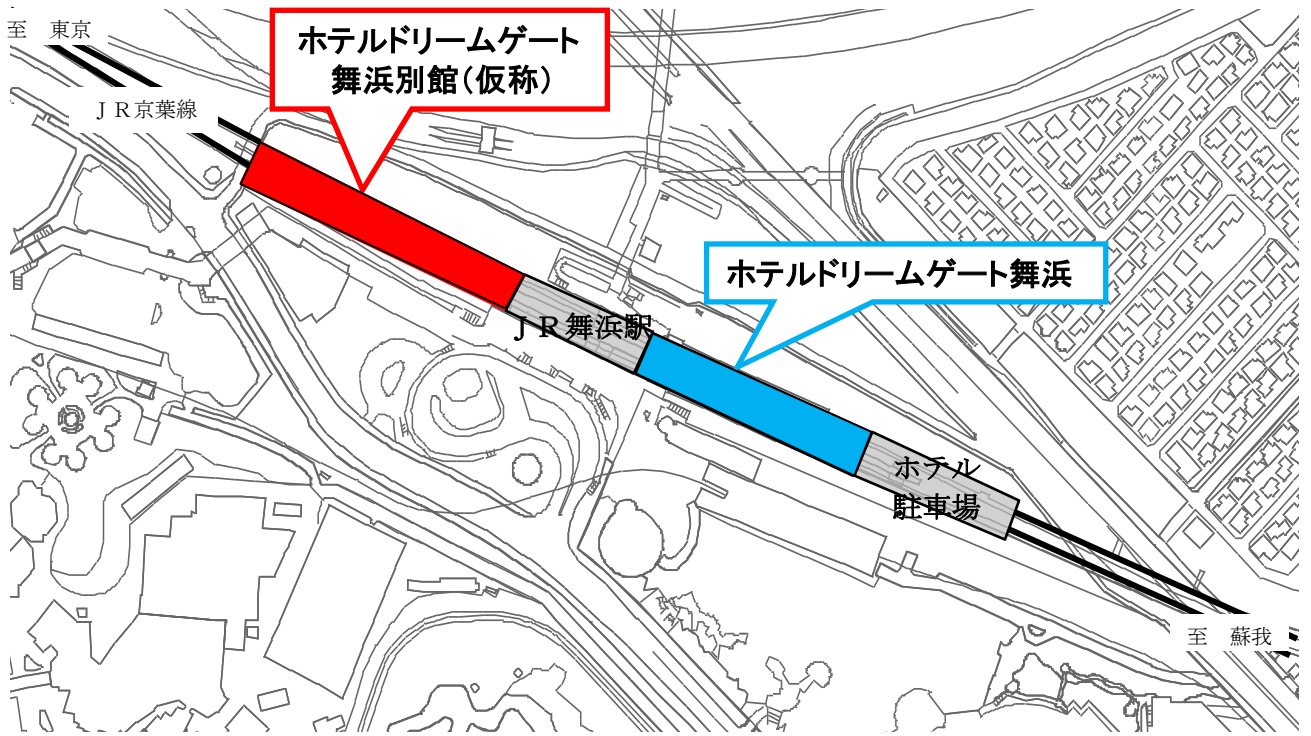 至　東京
ホテルドリームゲート
舞浜別館（仮称）
ＪＲ京葉線
ホテルドリームゲート舞浜
ＪＲ舞浜駅
ホテル
駐車場
至　蘇我